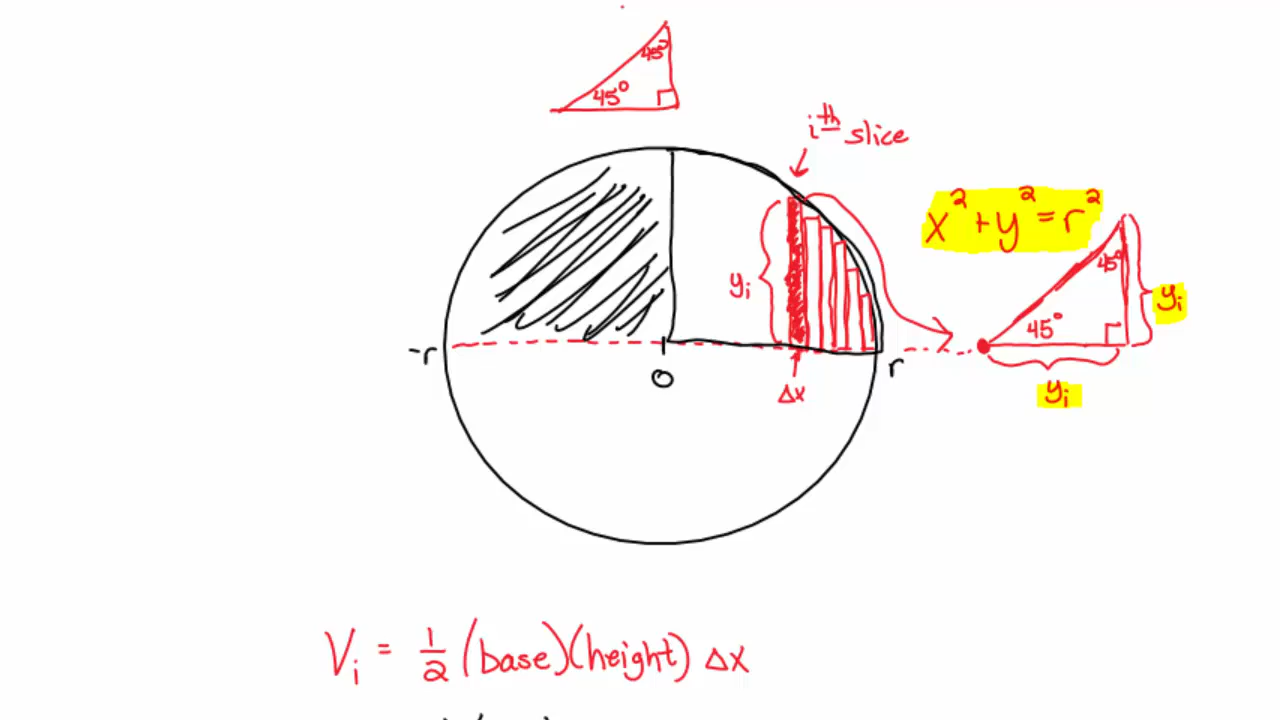 45°
45°
iᵗʰ slice
x² + y² = r²
45°
yᵢ
yᵢ
45°
-r
r
0
Δx
yᵢ
Vᵢ = 1/2 (base)(height) Δx